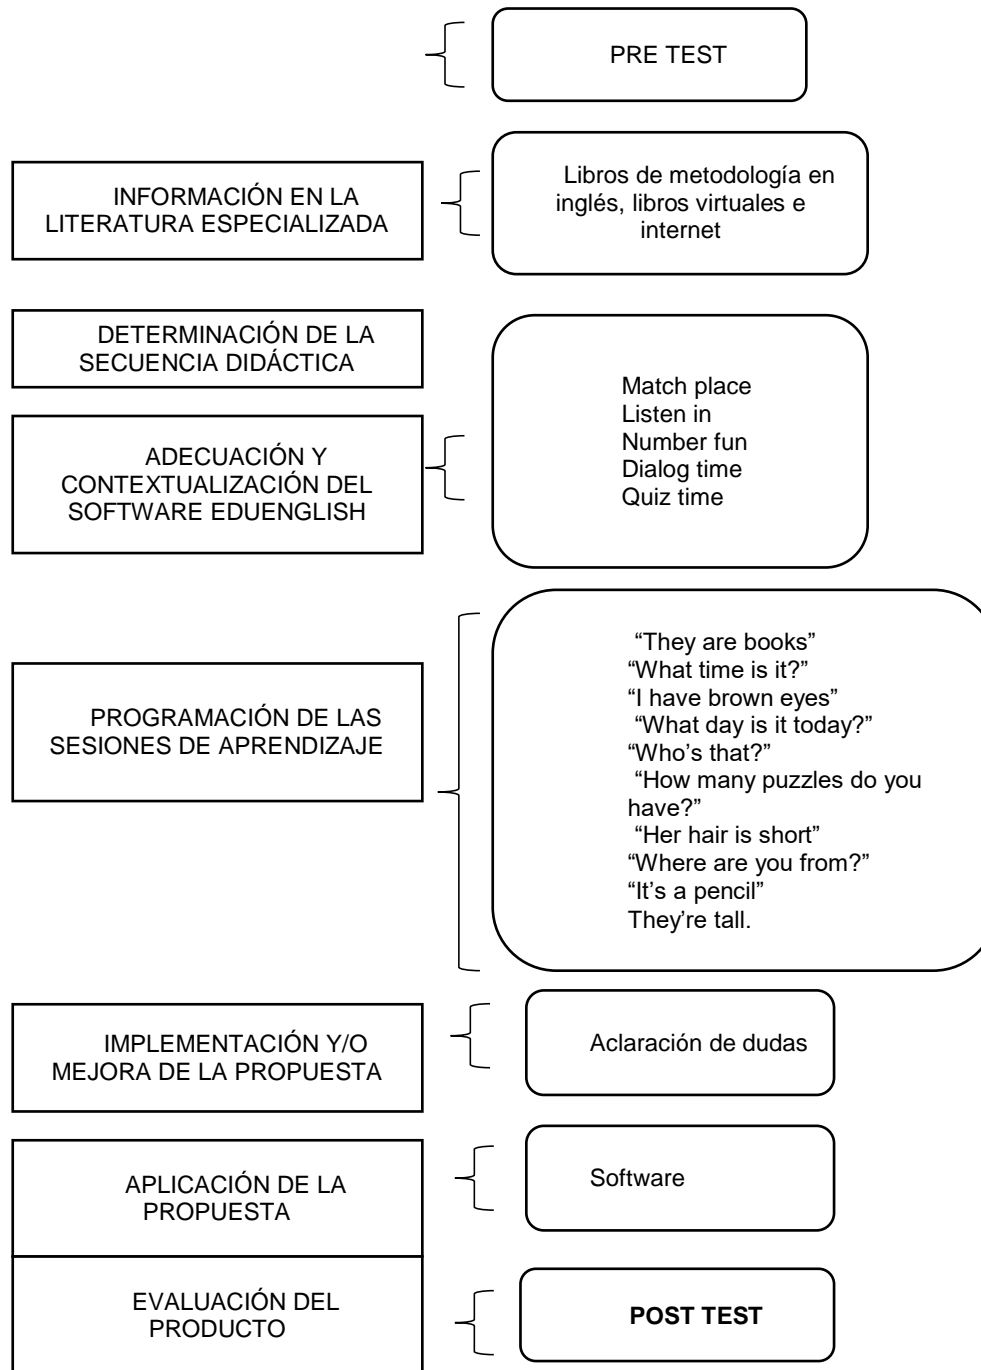 PRE TEST
INFORMACIÓN EN LA
LITERATURA ESPECIALIZADA
Libros de metodología en
inglés, libros virtuales e
internet
DETERMINACIÓN DE LA
SECUENCIA DIDÁCTICA
ADECUACIÓN Y
CONTEXTUALIZACIÓN DEL
SOFTWARE EDUENGLISH
Match place
Listen in
Number fun
Dialog time
Quiz time
PROGRAMACIÓN DE LAS
SESIONES DE APRENDIZAJE
“They are books”
“What time is it?”
“I have brown eyes”
“What day is it today?”
“Who’s that?”
“How many puzzles do you
have?”
“Her hair is short”
“Where are you from?”
“It’s a pencil”
They’re tall.
IMPLEMENTACIÓN Y/O
MEJORA DE LA PROPUESTA
Aclaración de dudas
APLICACIÓN DE LA
PROPUESTA
Software
EVALUACIÓN DEL
PRODUCTO
POST TEST